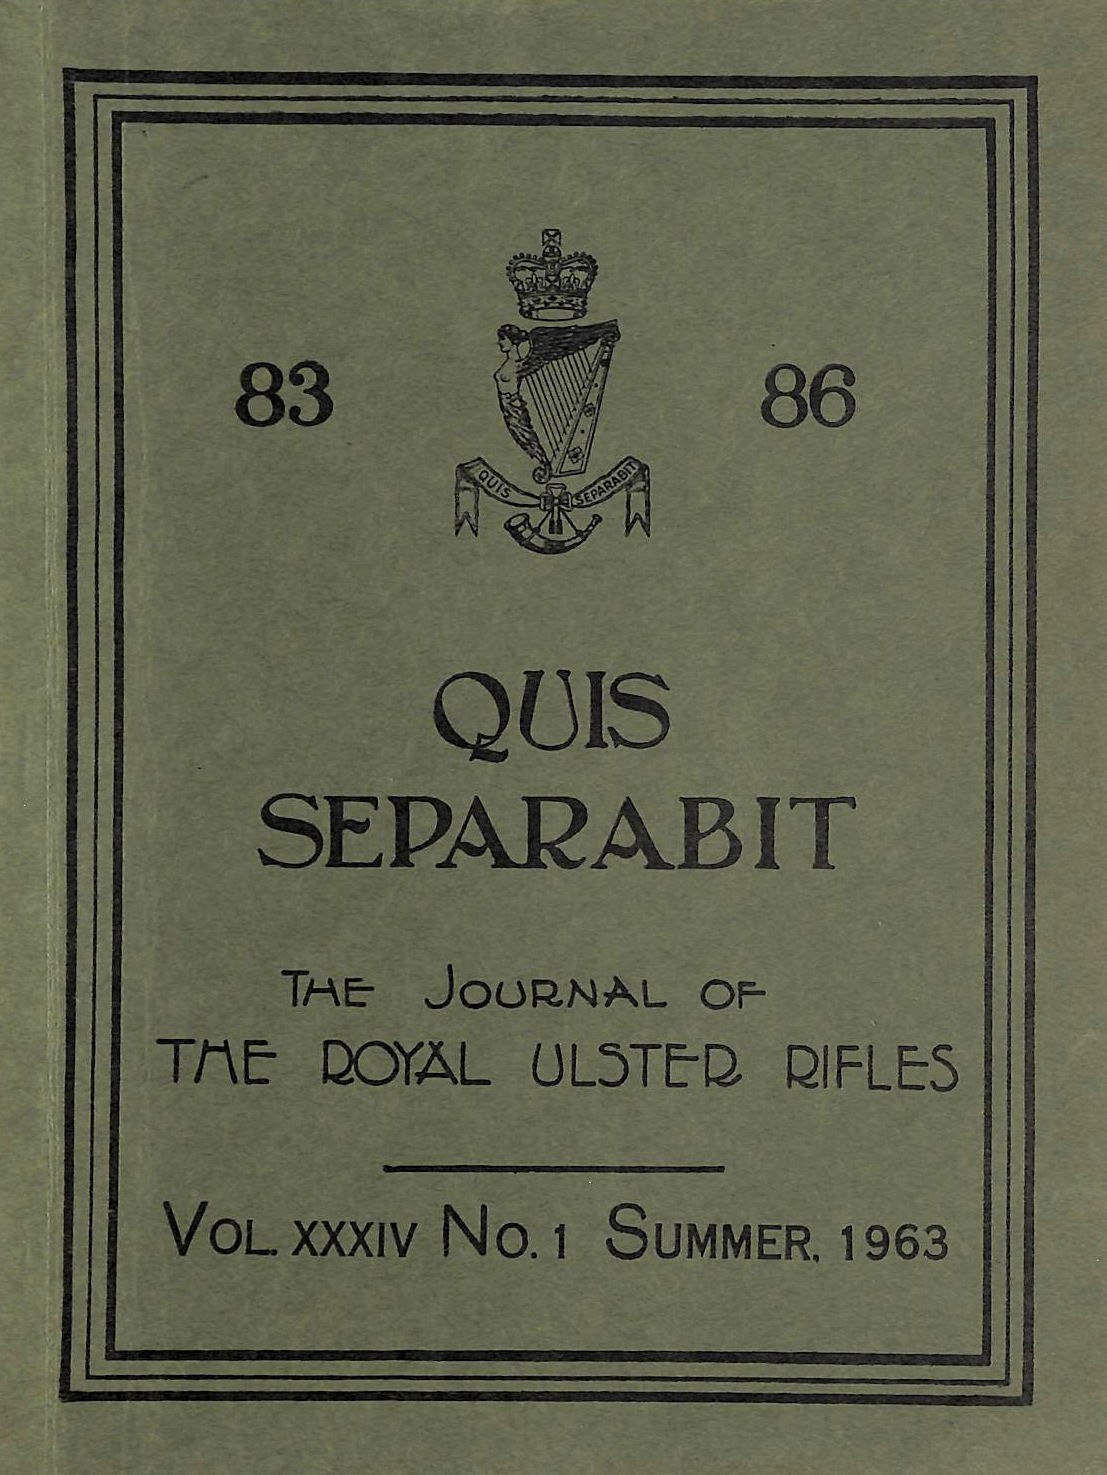 83 86
QUIS SEPARABIT
QUIS
SEPARABIT
THE JOURNAL OF
THE ROYAL ULSTER RIFLES
VOL. XXXIV NO. 1 SUMMER, 1963